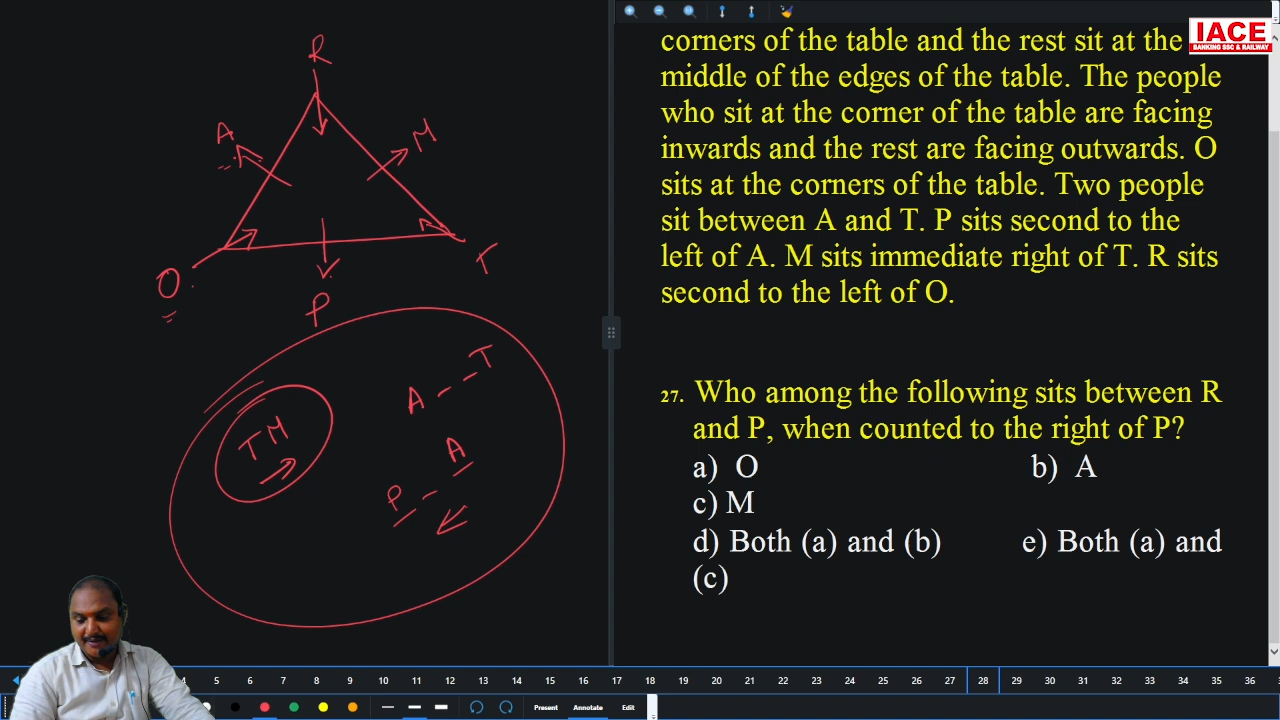 R
A
M
O
T
P
A - - T
T M
A
P -
IACE
BANKING SSC & RAILWAY
corners of the table and the rest sit at the
middle of the edges of the table. The people
who sit at the corner of the table are facing
inwards and the rest are facing outwards. O
sits at the corners of the table. Two people
sit between A and T. P sits second to the
left of A. M sits immediate right of T. R sits
second to the left of O.
27. Who among the following sits between R
and P, when counted to the right of P?
a) O b) A
c) M
d) Both (a) and (b) e) Both (a) and
(c)
4 5 6 7 8 9 10 11 12 13 14 15 16 17 18 19 20 21 22 23 24 25 26 27 28 29 30 31 32 33 34 35 36
Present Annotate Edit